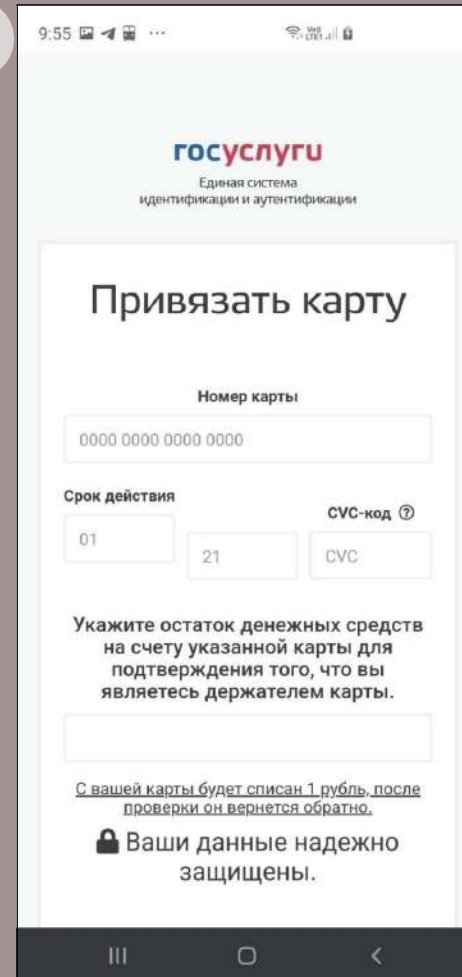 9:55
Vo))
LTE1
госуслуги
Единая система
идентификации и аутентификации
Привязать карту
Номер карты
0000 0000 0000 0000
Срок действия
CVC-код ?
01
21
CVC
Укажите остаток денежных средств
на счету указанной карты для
подтверждения того, что вы
являетесь держателем карты.
С вашей карты будет списан 1 рубль, после
проверки он вернется обратно.
Ваши данные надежно
защищены.